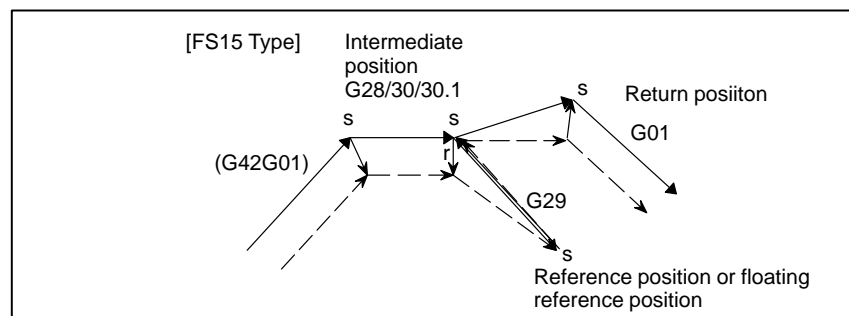 [FS15 Type]
Intermediate
position
G28/30/30.1
s
s
s
Return posiiton
G01
(G42G01)
r
G29
s
Reference position or floating
reference position